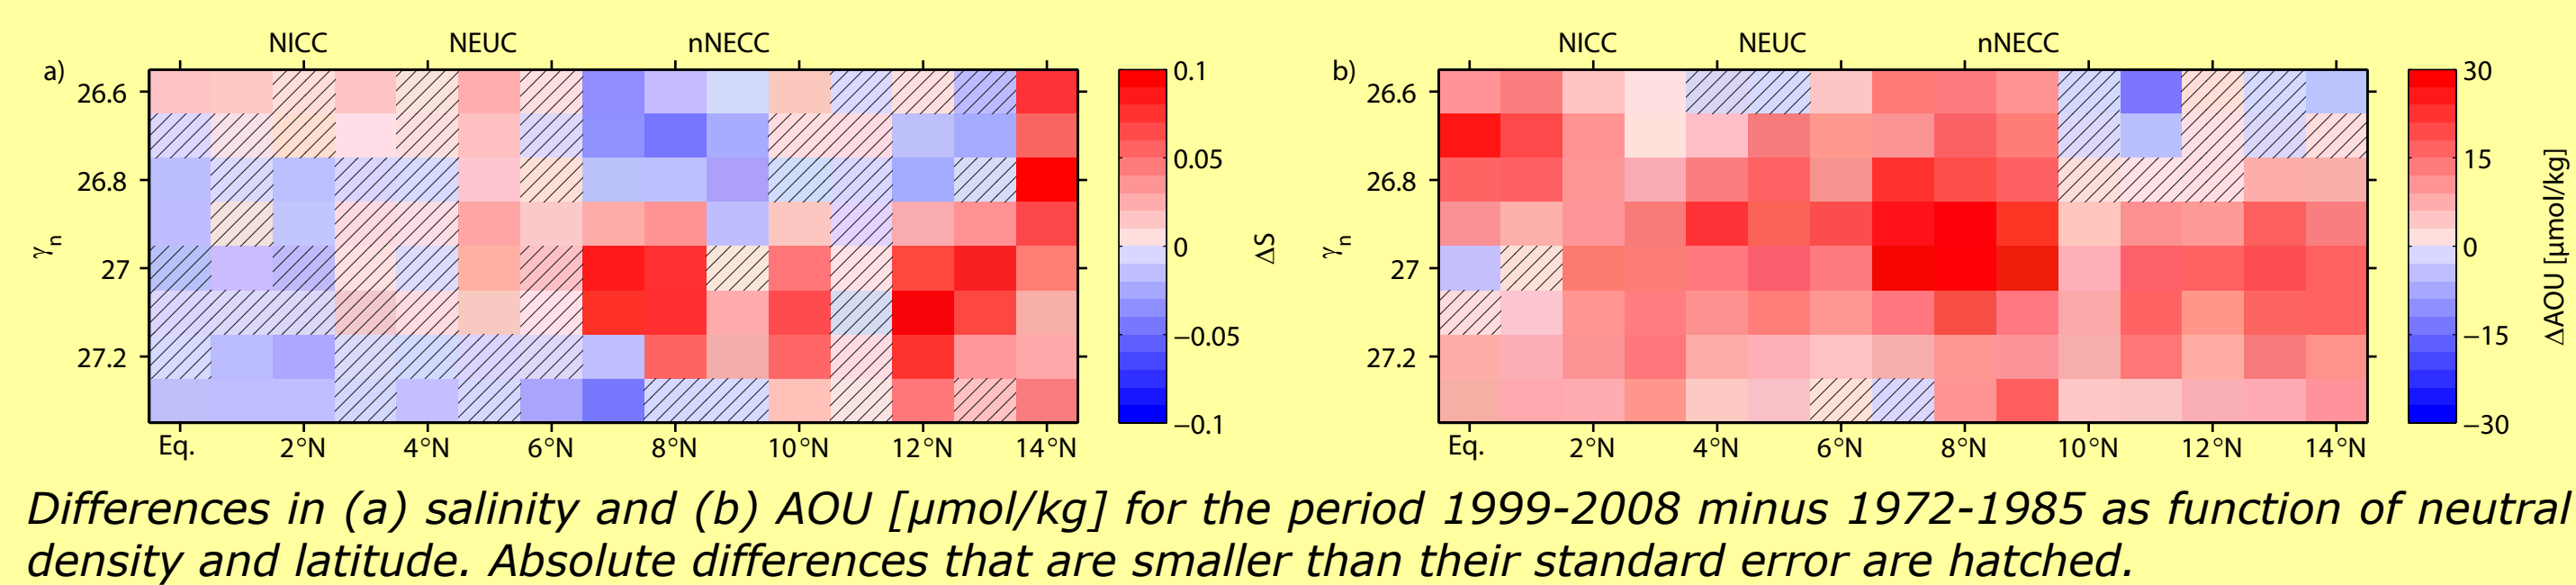 NICC NEUC nNECC
a)
26.6
26.8
27
27.2
γn
Eq. 2°N 4°N 6°N 8°N 10°N 12°N 14°N
0.1
0.05
0
−0.05
−0.1
ΔS
NICC NEUC nNECC
b)
26.6
26.8
27
27.2
γn
Eq. 2°N 4°N 6°N 8°N 10°N 12°N 14°N
30
15
0
−15
−30
ΔAOU [μmol/kg]
Differences in (a) salinity and (b) AOU [μmol/kg] for the period 1999-2008 minus 1972-1985 as function of neutral
density and latitude. Absolute differences that are smaller than their standard error are hatched.